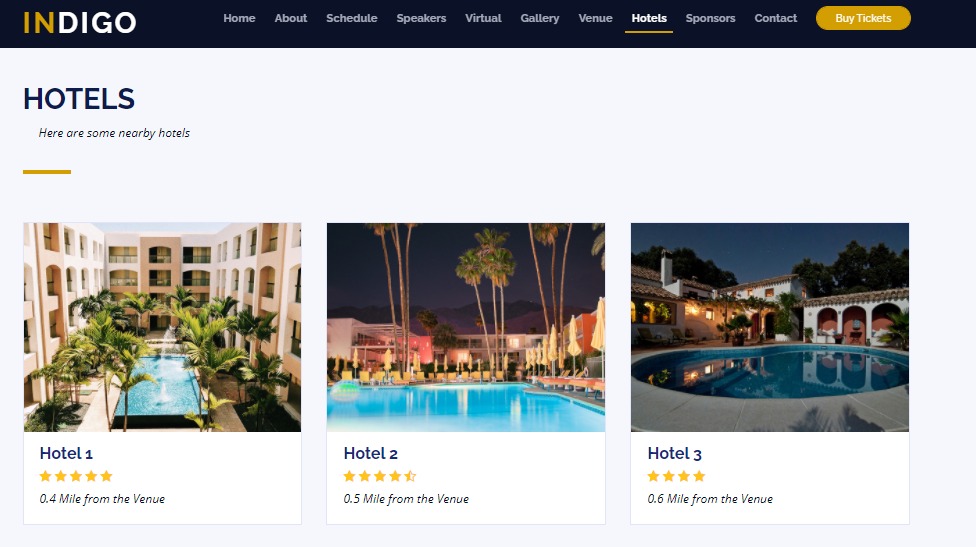 INDIGO
Home About Schedule Speakers Virtual Gallery Venue Hotels Sponsors Contact Buy Tickets
HOTELS
Here are some nearby hotels
Hotel 1
0.4 Mile from the Venue
Hotel 2
0.5 Mile from the Venue
Hotel 3
0.6 Mile from the Venue